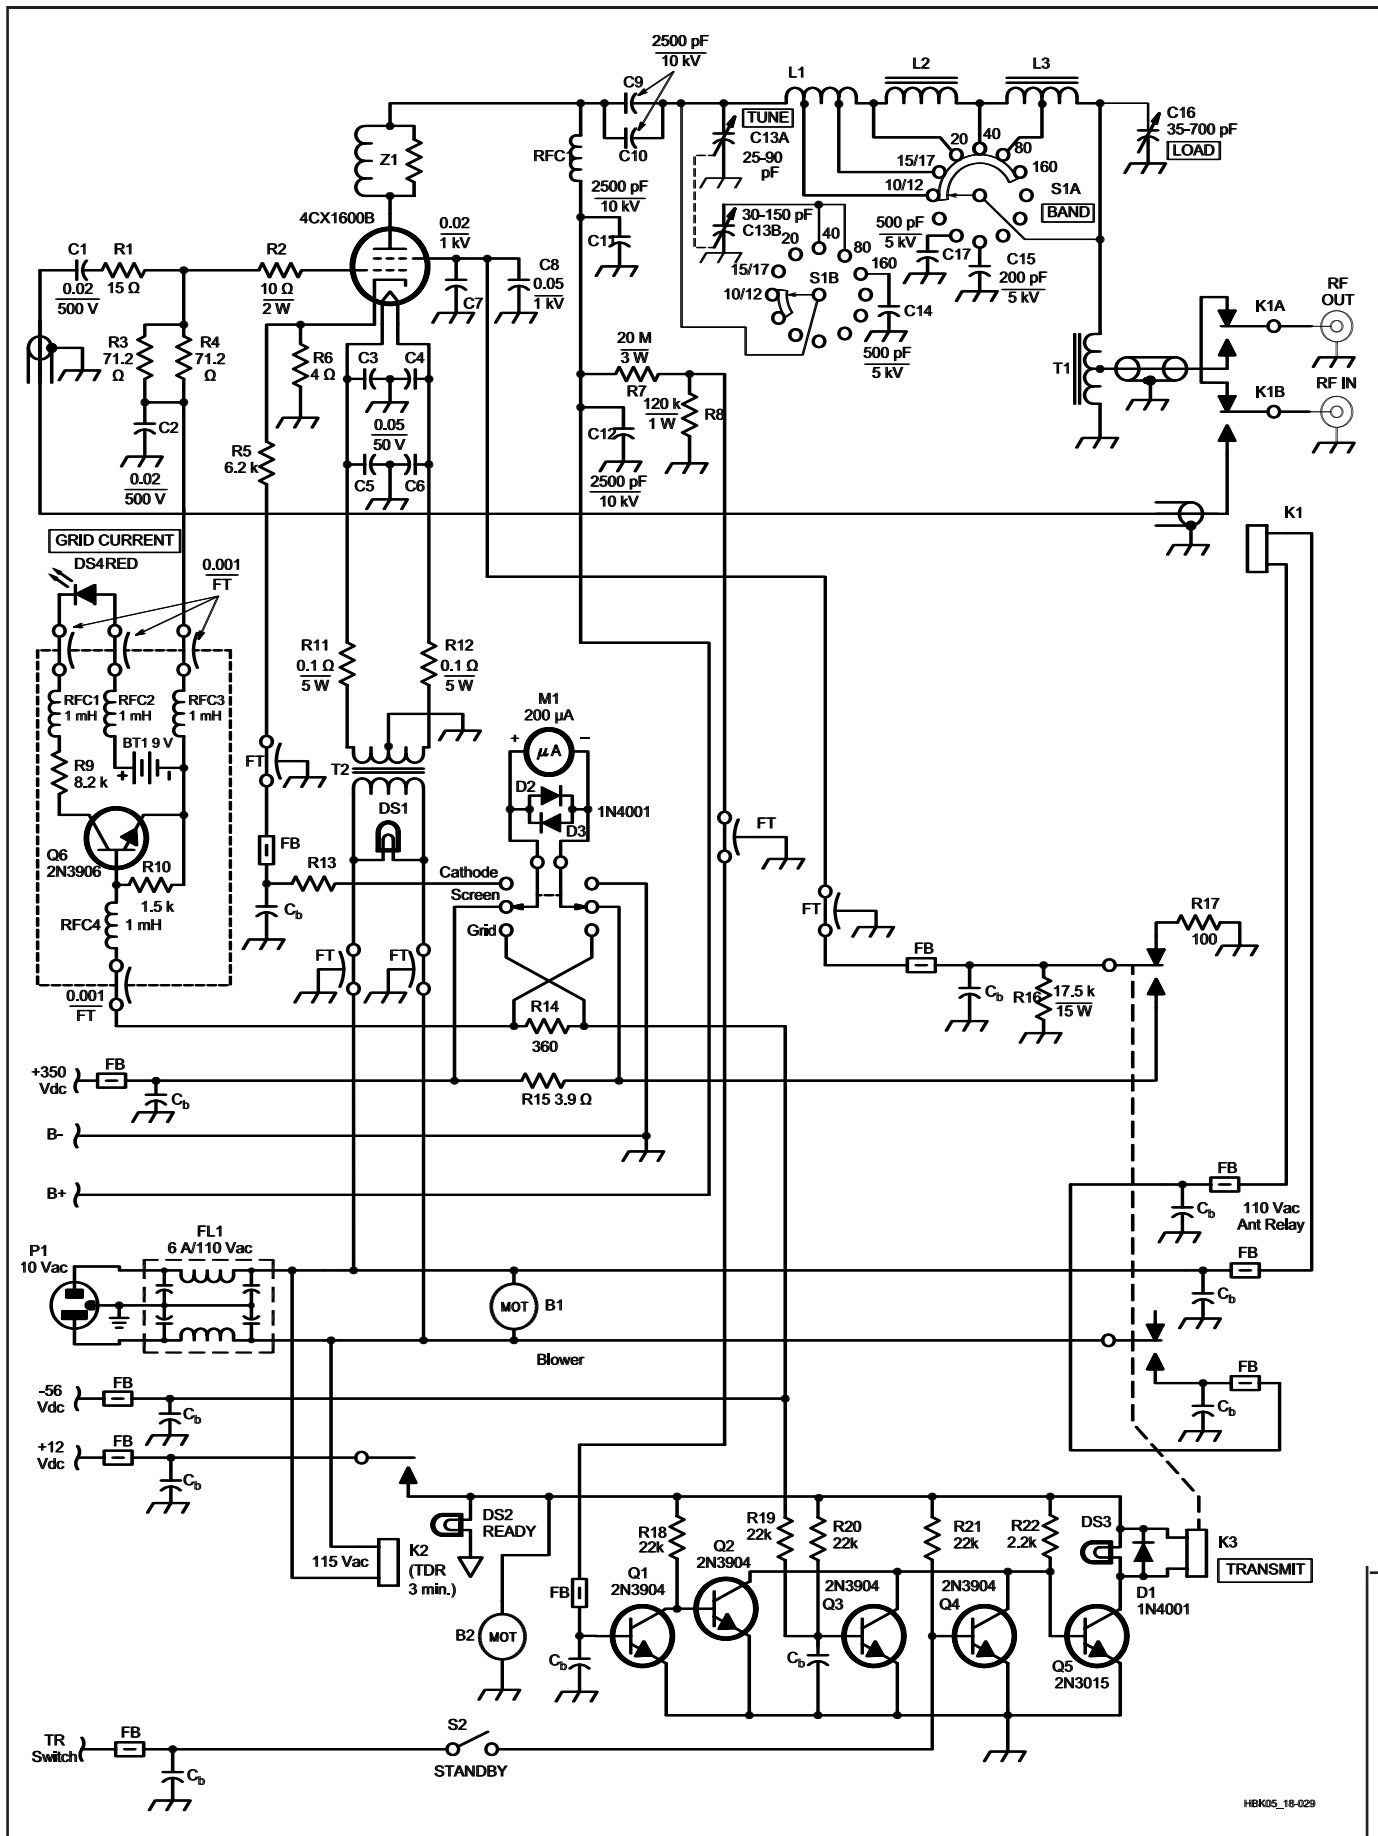 2500 pF
10 kV
C9
C10
L1
L2
L3
TUNE
C13A
25-90
pF
C16
35-700 pF
LOAD
Z1
RFC1
20
40
80
160
15/17
10/12
S1A
BAND
4CX1600B
0.02
1 kV
2500 pF
10 kV
C11
30-150 pF
C13B
20
40
80
160
15/17
10/12
S1B
500 pF
5 kV
C17
C15
200 pF
5 kV
C14
500 pF
5 kV
C1
0.02
500 V
R1
15 Ω
R2
10 Ω
2 W
C7
C8
0.05
1 kV
R3
71.2
Ω
R4
71.2
Ω
R6
4 Ω
C3
C4
0.05
50 V
C5
C6
20 M
3 W
R7
120 k
1 W
R8
C12
2500 pF
10 kV
T1
K1A
RF
OUT
K1B
RF IN
C2
0.02
500 V
R5
6.2 k
K1
GRID CURRENT
DS4RED
0.001
FT
R11
0.1 Ω
5 W
R12
0.1 Ω
5 W
RFC1
1 mH
RFC2
1 mH
RFC3
1 mH
BT1 9 V
+
-
R9
8.2 k
Q6
2N3906
R10
1.5 k
RFC4
1 mH
0.001
FT
FT
T2
DS1
M1
200 µA
+
µA
−
D2
D3
1N4001
FT
FB
R13
Cb
Cathode
Screen
Grid
FT
FT
FT
FB
Cb
R16
17.5 k
15 W
R17
100
R14
360
+350
Vdc
FB
Cb
R15 3.9 Ω
B-
B+
FB
Cb
110 Vac
Ant Relay
FB
Cb
P1
10 Vac
FL1
6 A/110 Vac
MOT
B1
Blower
FB
Cb
-56
Vdc
FB
Cb
+12
Vdc
FB
Cb
DS2
READY
115 Vac
K2
(TDR
3 min.)
B2
MOT
FB
Cb
R18
22k
Q1
2N3904
Q2
2N3904
R19
22k
R20
22k
2N3904
Q3
Cb
R21
22k
2N3904
Q4
R22
2.2k
DS3
D1
1N4001
K3
TRANSMIT
Q5
2N3015
TR
Switch
FB
Cb
S2
STANDBY
HBK05_18-029